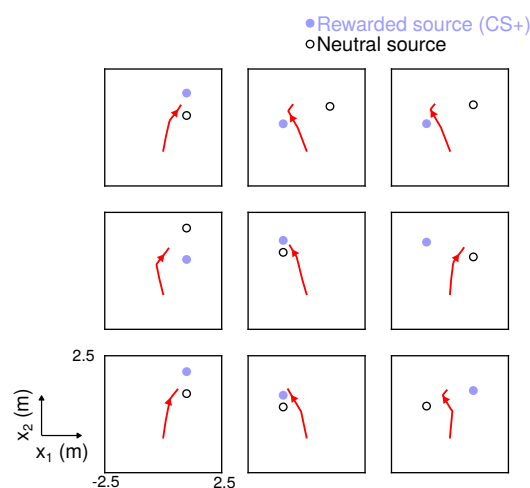 Rewarded source (CS+)
Neutral source
2.5
x₂ (m)
x₁ (m)
-2.5
2.5